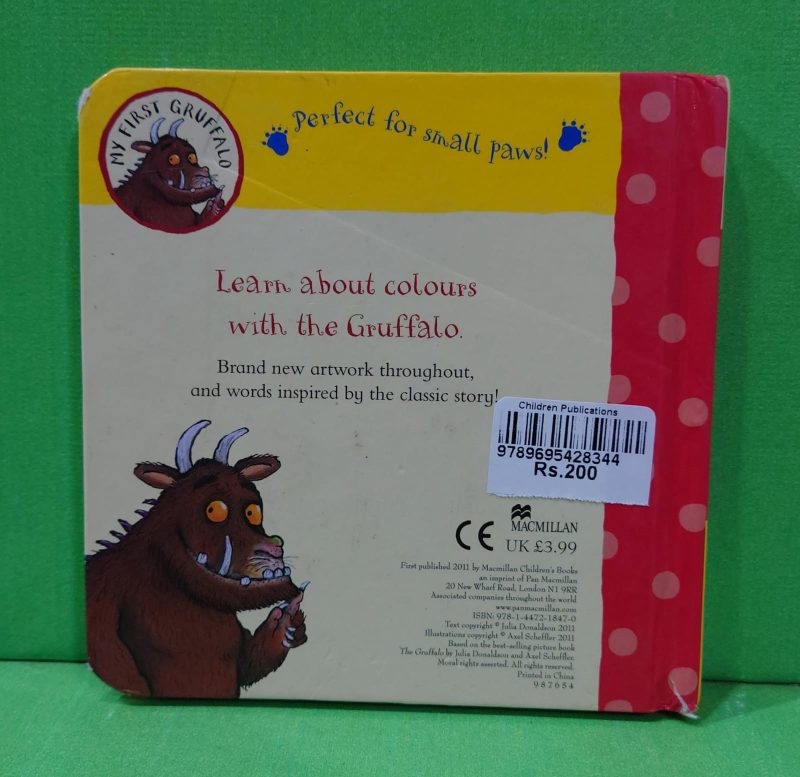 MY FIRST GRUFFALO
Perfect for small paws!
Learn about colours
with the Gruffalo.
Brand new artwork throughout,
and words inspired by the classic story!
Children Publications
9789695428344
Rs.200
CE
MACMILLAN
UK £3.99
First published 2011 by Macmillan Children's Books
an imprint of Pan Macmillan
20 New Wharf Road, London N1 9RR
Associated companies throughout the world
www.panmacmillan.com
ISBN: 978-1-4472-1847-0
Text copyright © Julia Donaldson 2011
Illustrations copyright © Axel Scheffler 2011
Based on the best-selling picture book
The Gruffalo by Julia Donaldson and Axel Scheffler.
Moral rights asserted. All rights reserved.
Printed in China
9 8 7 6 5 4